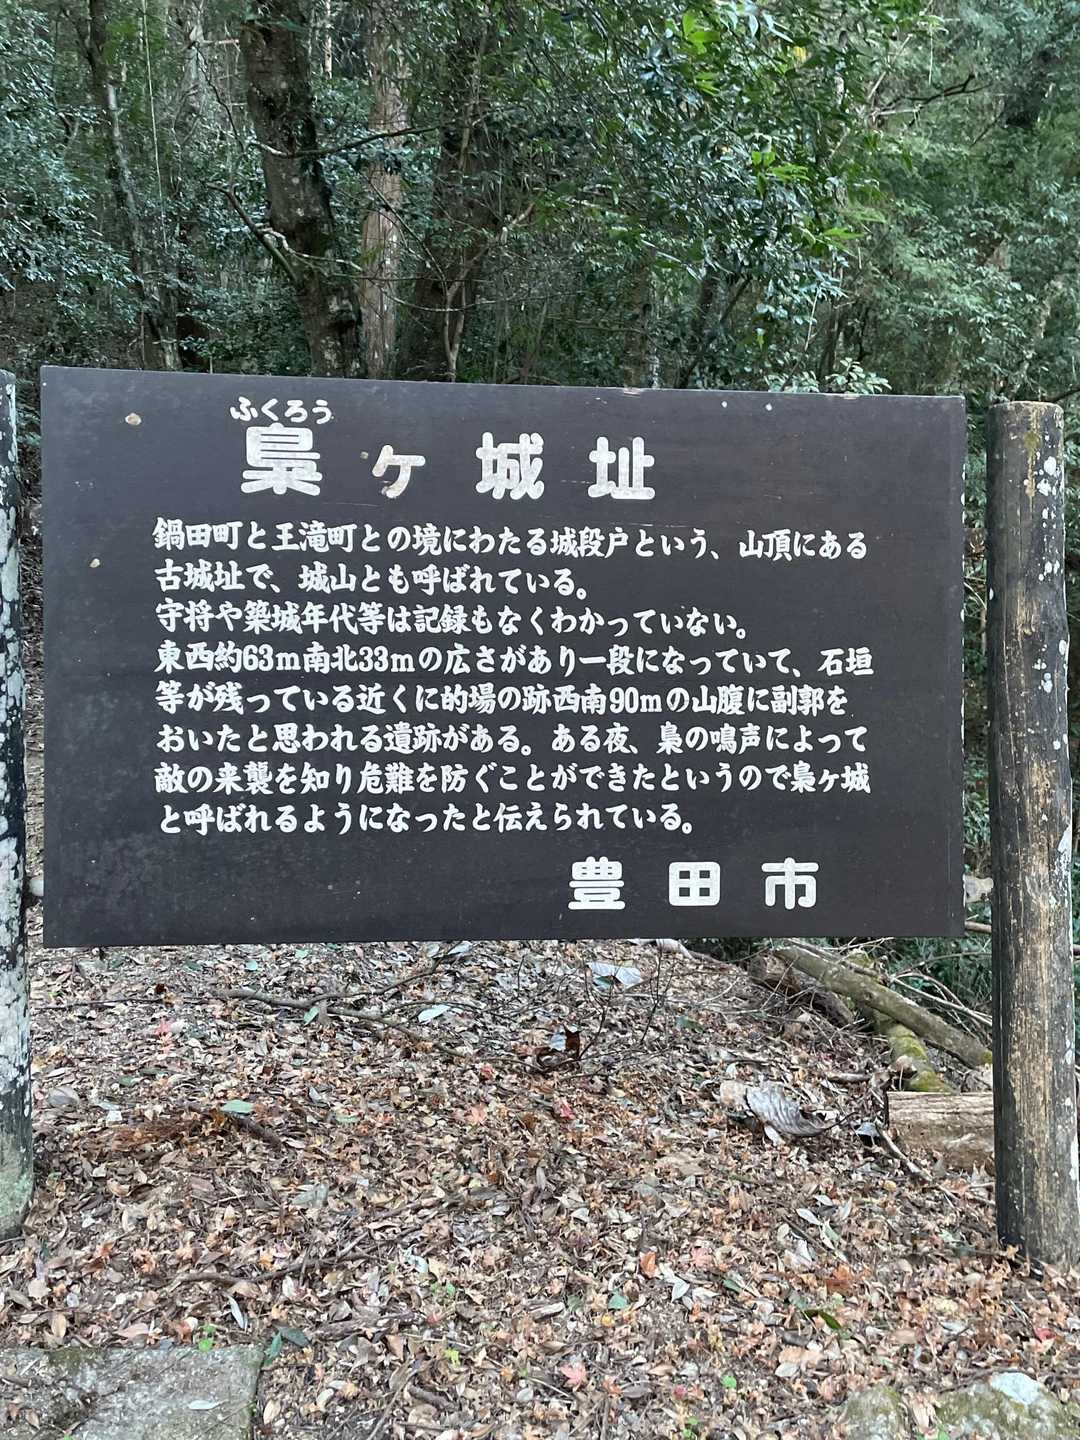 ふくろう
梟ヶ城址
鍋田町と王滝町との境にわたる城段戸という、山頂にある
古城址で、城山とも呼ばれている。
守将や築城年代等は記録もなくわかっていない。
東西約63m南北33mの広さがあり一段になっていて、石垣
等が残っている近くに的場の跡西南90mの山腹に副郭を
おいたと思われる遺跡がある。ある夜、梟の鳴声によって
敵の来襲を知り危難を防ぐことができたというので梟ヶ城
と呼ばれるようになったと伝えられている。
豊田市